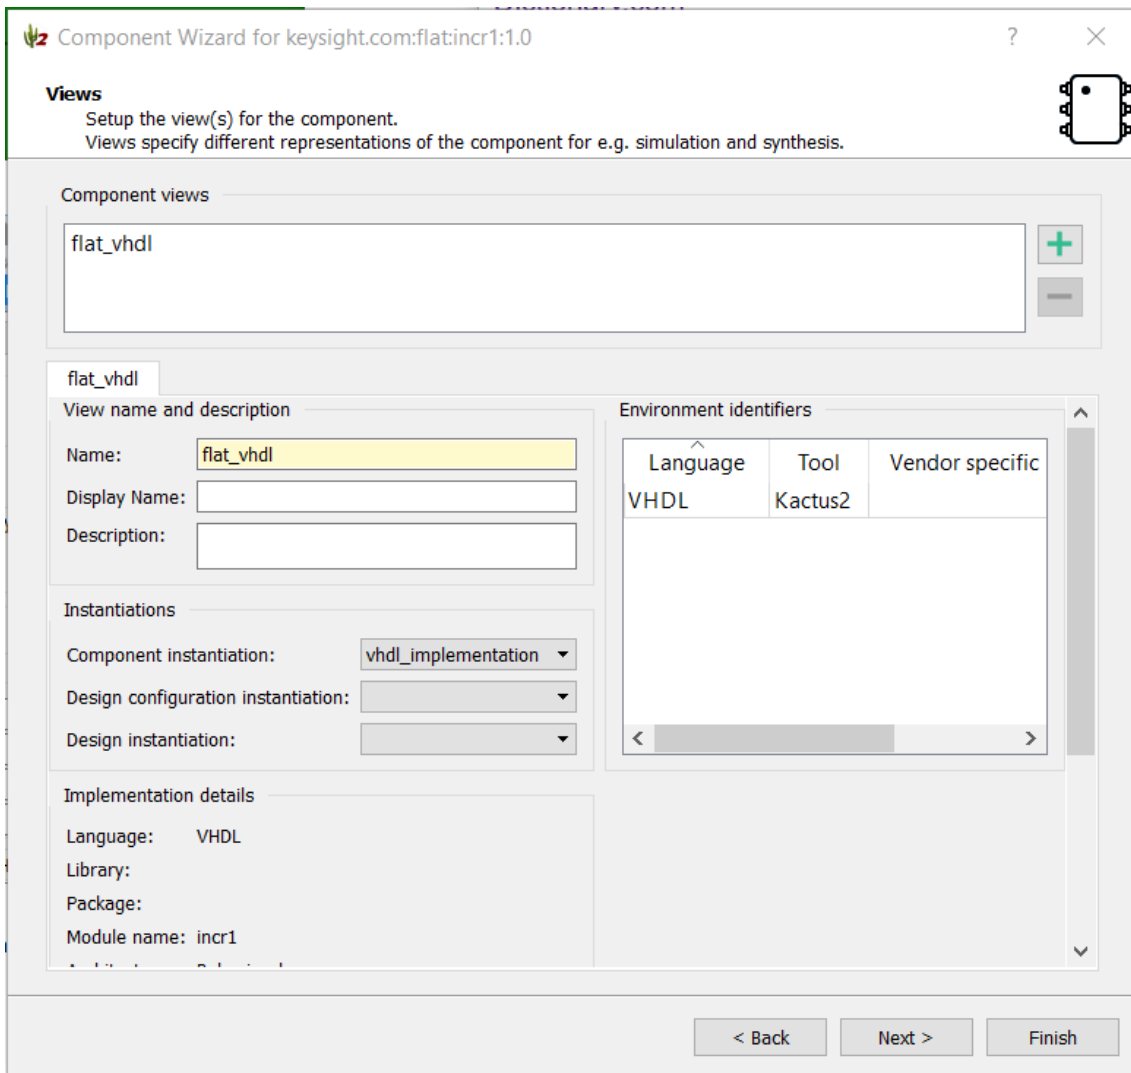 Component Wizard for keysight.com:flat:incr1:1.0
?
Views
Setup the view(s) for the component.
Views specify different representations of the component for e.g. simulation and synthesis.
Component views
flat_vhdl
flat_vhdl
View name and description
Name: flat_vhdl
Display Name:
Description:
Environment identifiers
Language Tool Vendor specific
VHDL Kactus2
Instantiations
Component instantiation: vhdl_implementation
Design configuration instantiation:
Design instantiation:
Implementation details
Language: VHDL
Library:
Package:
Module name: incr1
< Back Next > Finish